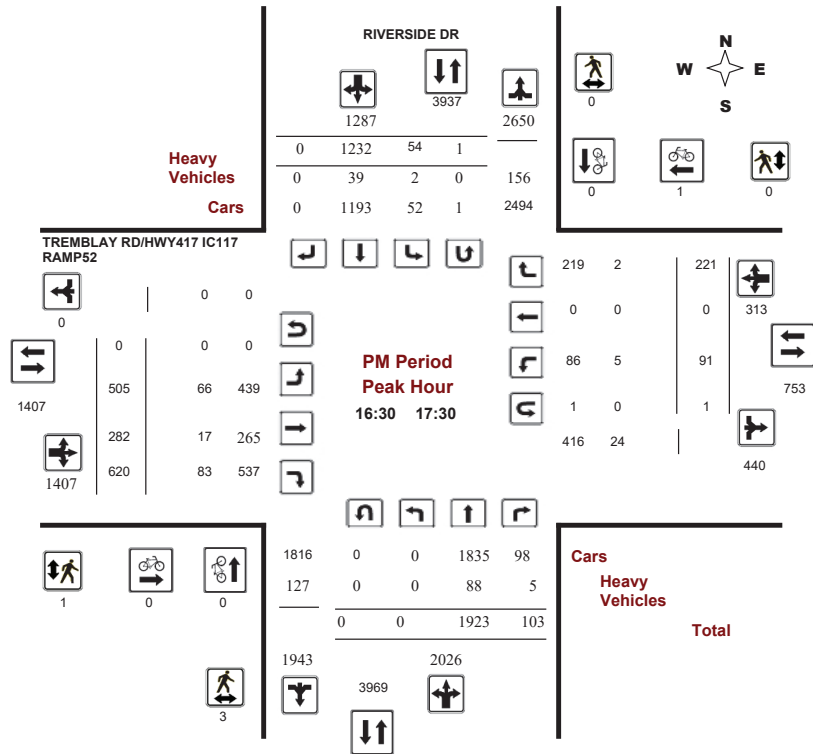 RIVERSIDE DR
N
W E
S
3937
0
1287 2650
0 1232 54 1
Heavy
Vehicles
0 39 2 0 156
0 1 0
Cars
0 1193 52 1 2494
TREMBLAY RD/HWY417 IC117
RAMP52
219 2 221
0 0
0
313
0 0 0
0 0 0
86 5 91
PM Period
Peak Hour
753
1407
505 66 439
1 0 1
16:30 17:30
282 17 265
416 24
440
620 83 537
1407
1816 0 0 1835 98
Cars
127 0 0 88 5
Heavy
Vehicles
1 0 0
0 0 1923 103
Total
1943 2026
3969
3